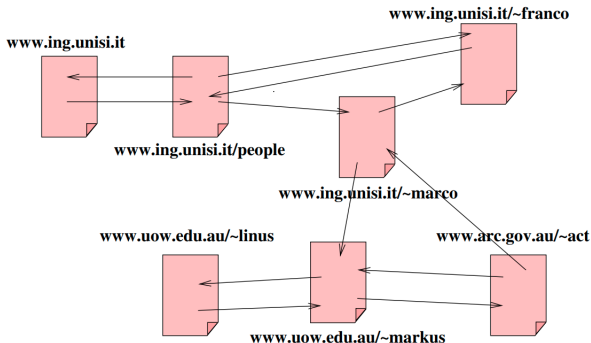 www.ing.unisi.it/~franco
www.ing.unisi.it
www.ing.unisi.it/people
www.ing.unisi.it/~marco
www.uow.edu.au/~linus
www.arc.gov.au/~act
www.uow.edu.au/~markus